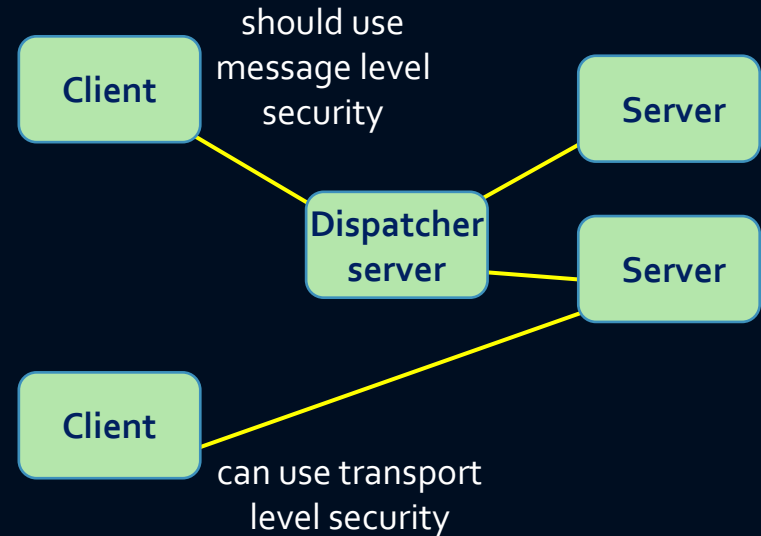 should use
message level
security
Client
Server
Dispatcher
server
Server
Client
can use transport
level security